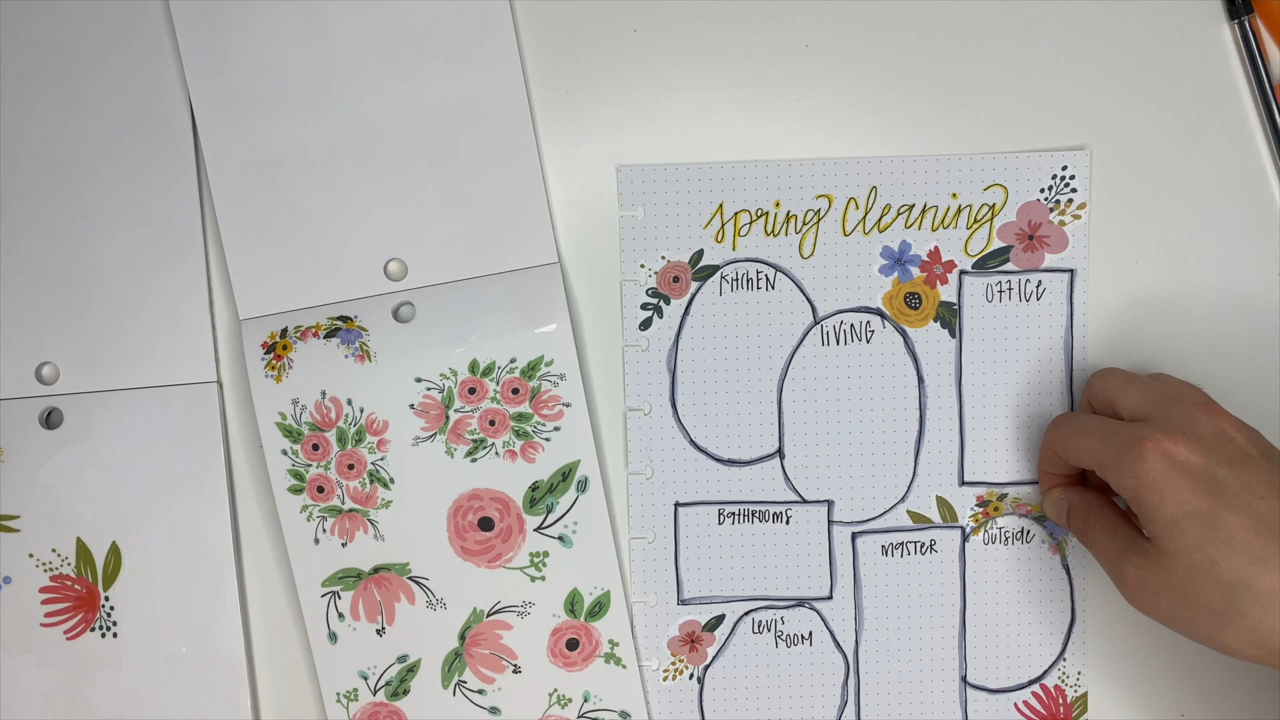 spring cleaning
KitCHEN
liViNG
OFFICE
BatHROOMS
MasteR
OUtSide
LeVi's
ROOM